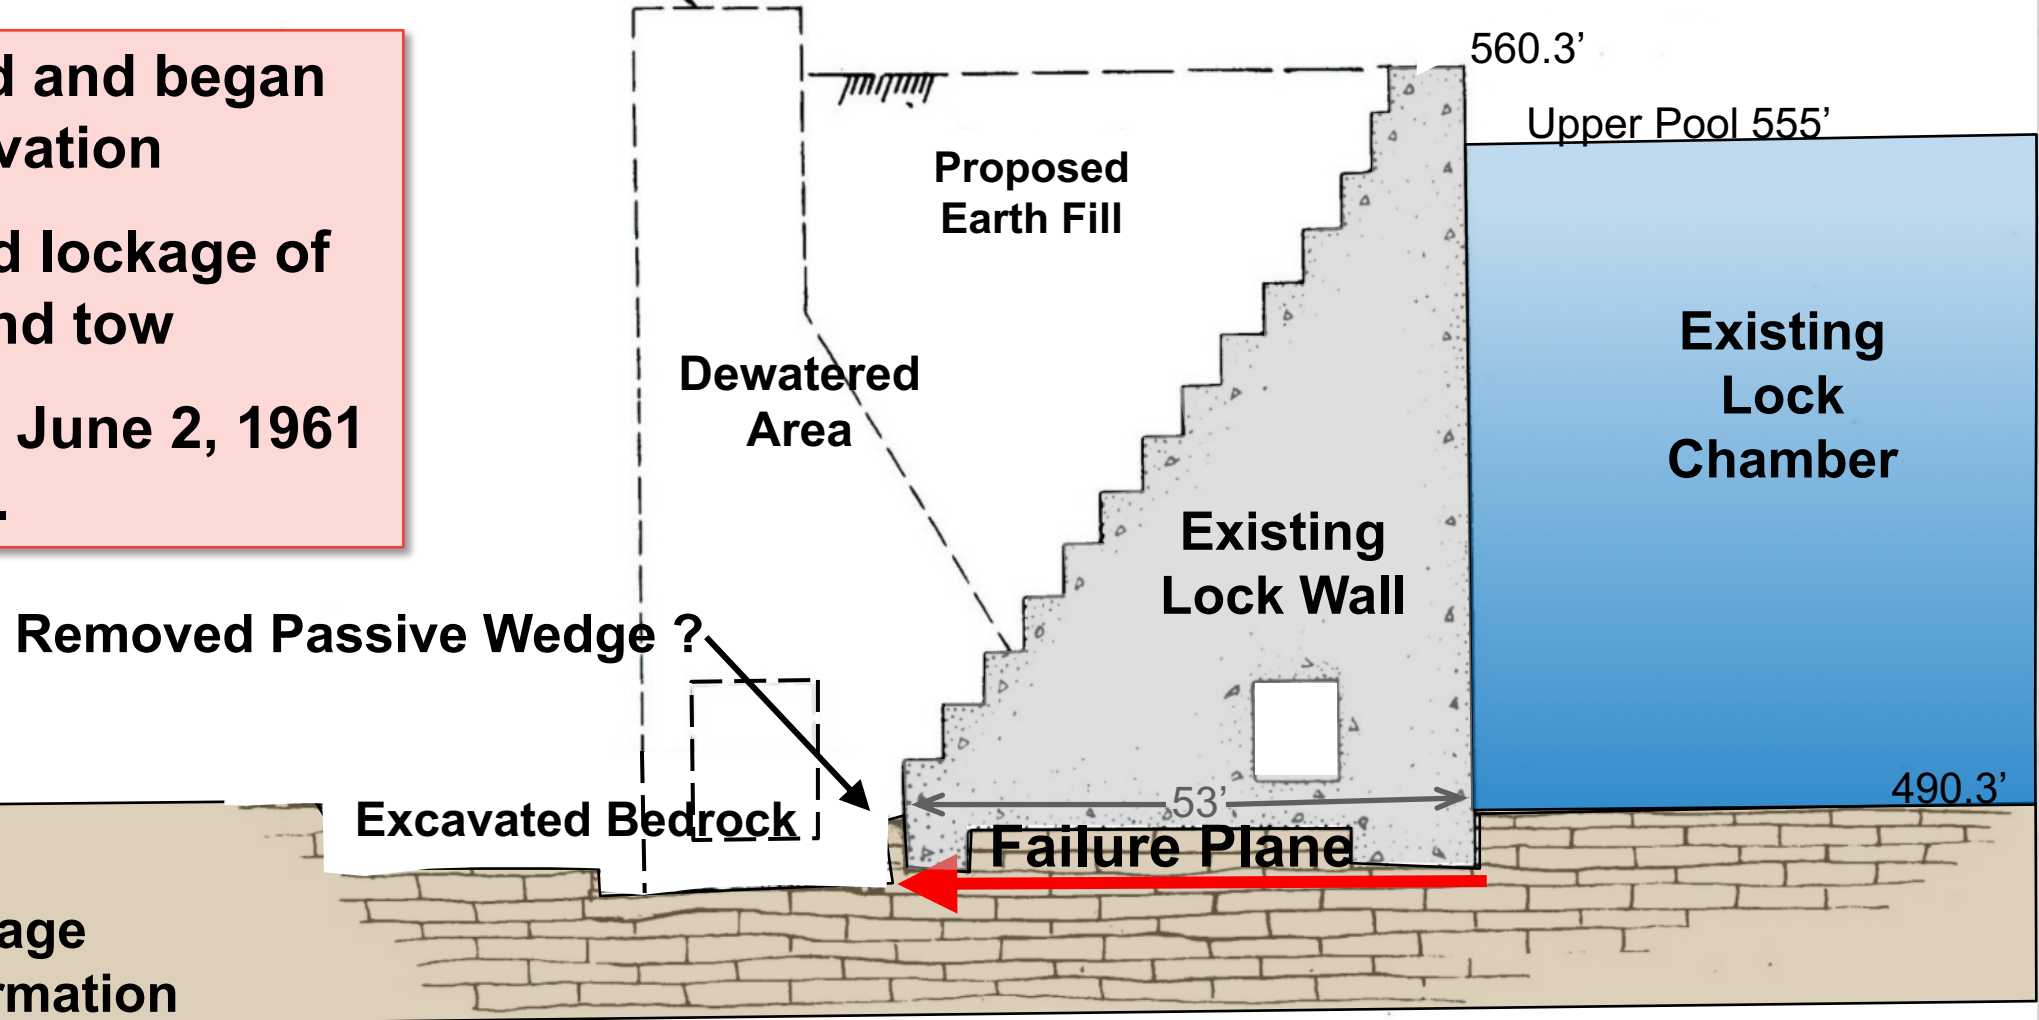 d and began
vation
d lockage of
nd tow
June 2, 1961
.
560.3’
Upper Pool 555’
Proposed
Earth Fill
Existing
Lock
Chamber
Dewatered
Area
Existing
Lock Wall
Removed Passive Wedge ?
490.3’
53’
Excavated Bedrock
Failure Plane
age
rmation